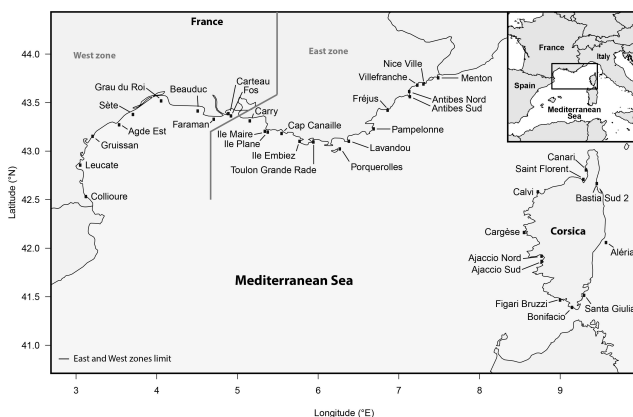 France
West zone
East zone
France
Italy
Spain
Mediterranean
Sea
Nice Ville
Villefranche
Menton
Grau du Roi
Beauduc
Carteau
Fos
Sète
Carry
Fréjus
Antibes Nord
Antibes Sud
Faraman
Agde Est
Ile Maire
Cap Canaille
Pampelonne
Gruissan
Ile Plane
Ile Embiez
Lavandou
Leucate
Toulon Grande Rade
Porquerolles
Collioure
Canari
Saint Florent
Calvi
Bastia Sud 2
Cargèse
Corsica
Aléria
Ajaccio Nord
Ajaccio Sud
Mediterranean Sea
Figari Bruzzi
Bonifacio
Santa Giulia
East and West zones limit
44.0
43.5
43.0
42.5
42.0
41.5
41.0
Latitude (°N)
3 4 5 6 7 8 9
Longitude (°E)